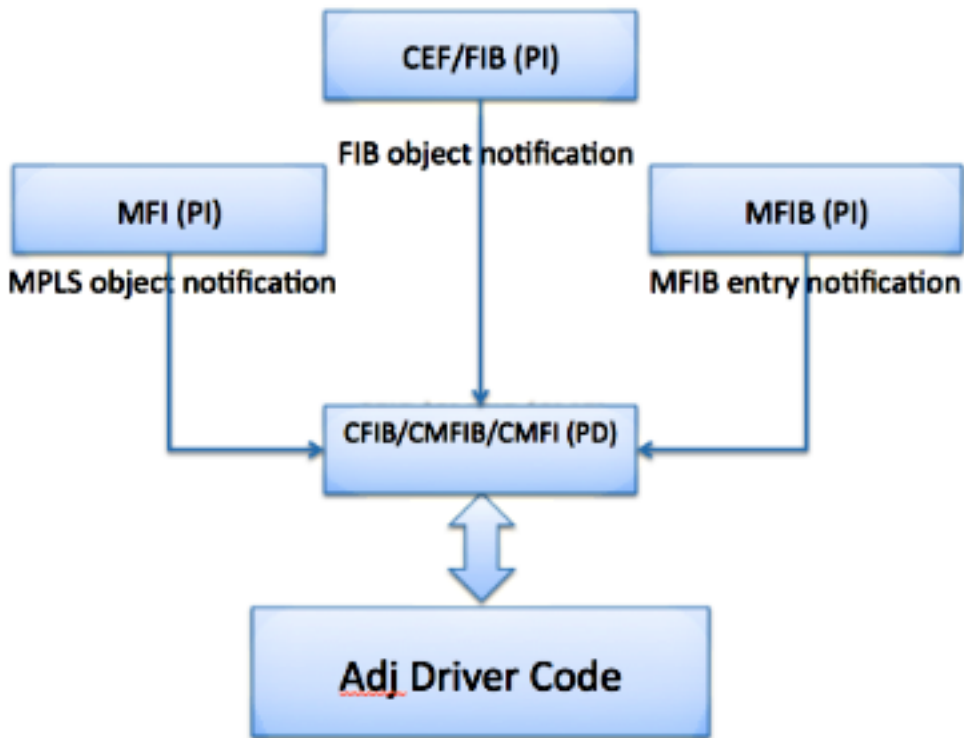 CEF/FIB (PI)
FIB object notification
MFI (PI)
MFIB (PI)
MPLS object notification
MFIB entry notification
CFIB/CMFIB/CMFI (PD)
Adj Driver Code